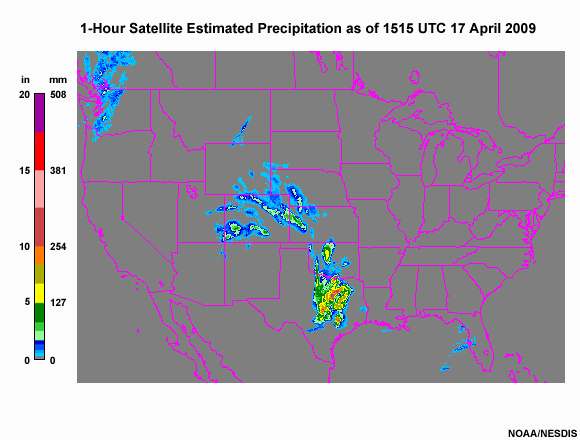 1-Hour Satellite Estimated Precipitation as of 1515 UTC 17 April 2009
in mm
20 508
15 381
10 254
5 127
0 0
NOAA/NESDIS